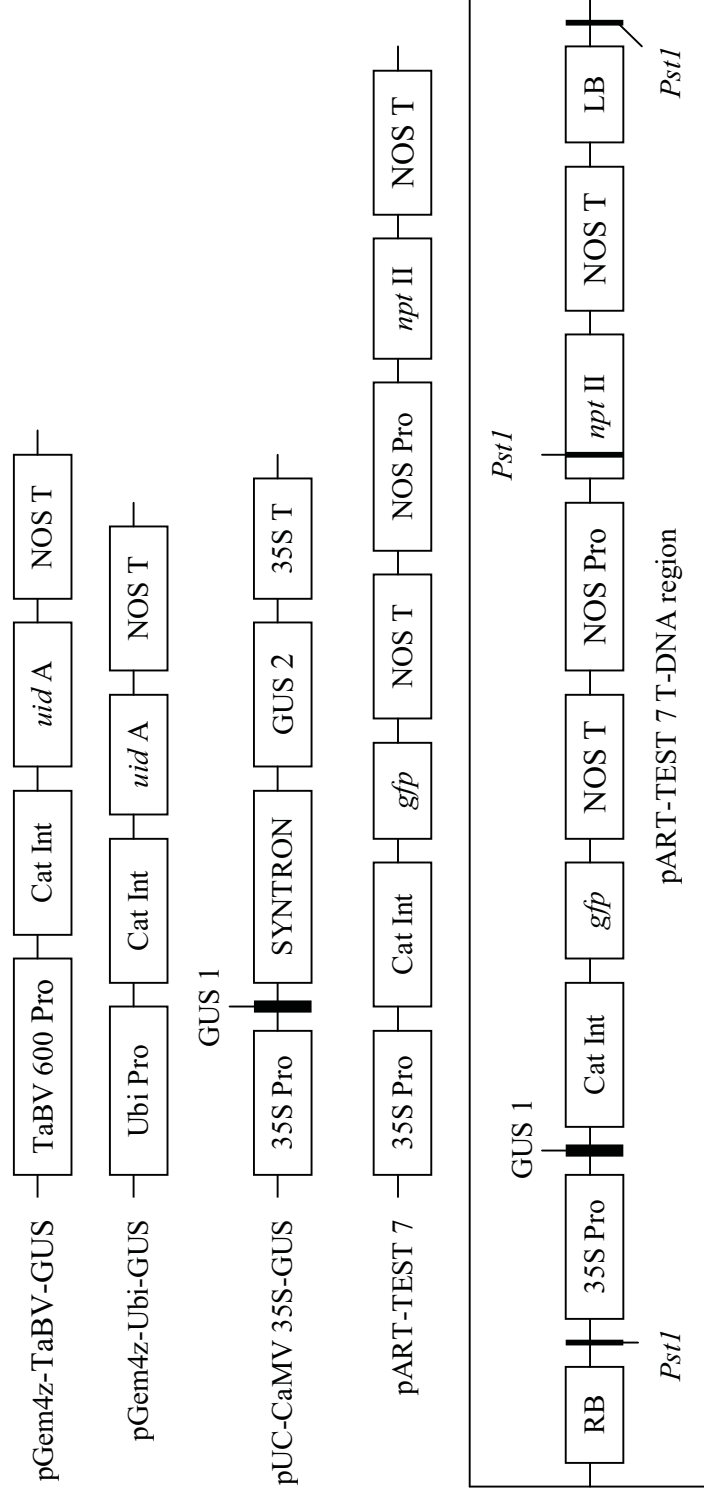 pGem4z-TaBV-GUS
TaBV 600 Pro
Cat Int
uid A
NOS T
pGem4z-Ubi-GUS
Ubi Pro
Cat Int
uid A
NOS T
GUS 1
pUC-CaMV 35S-GUS
35S Pro
SYNTRON
GUS 2
35S T
pART-TEST 7
35S Pro
Cat Int
gfp
NOS T
NOS Pro
npt II
NOS T
GUS 1
Pst1
RB
35S Pro
Cat Int
gfp
NOS T
NOS Pro
npt II
NOS T
LB
Pst1
Pst1
pART-TEST 7 T-DNA region